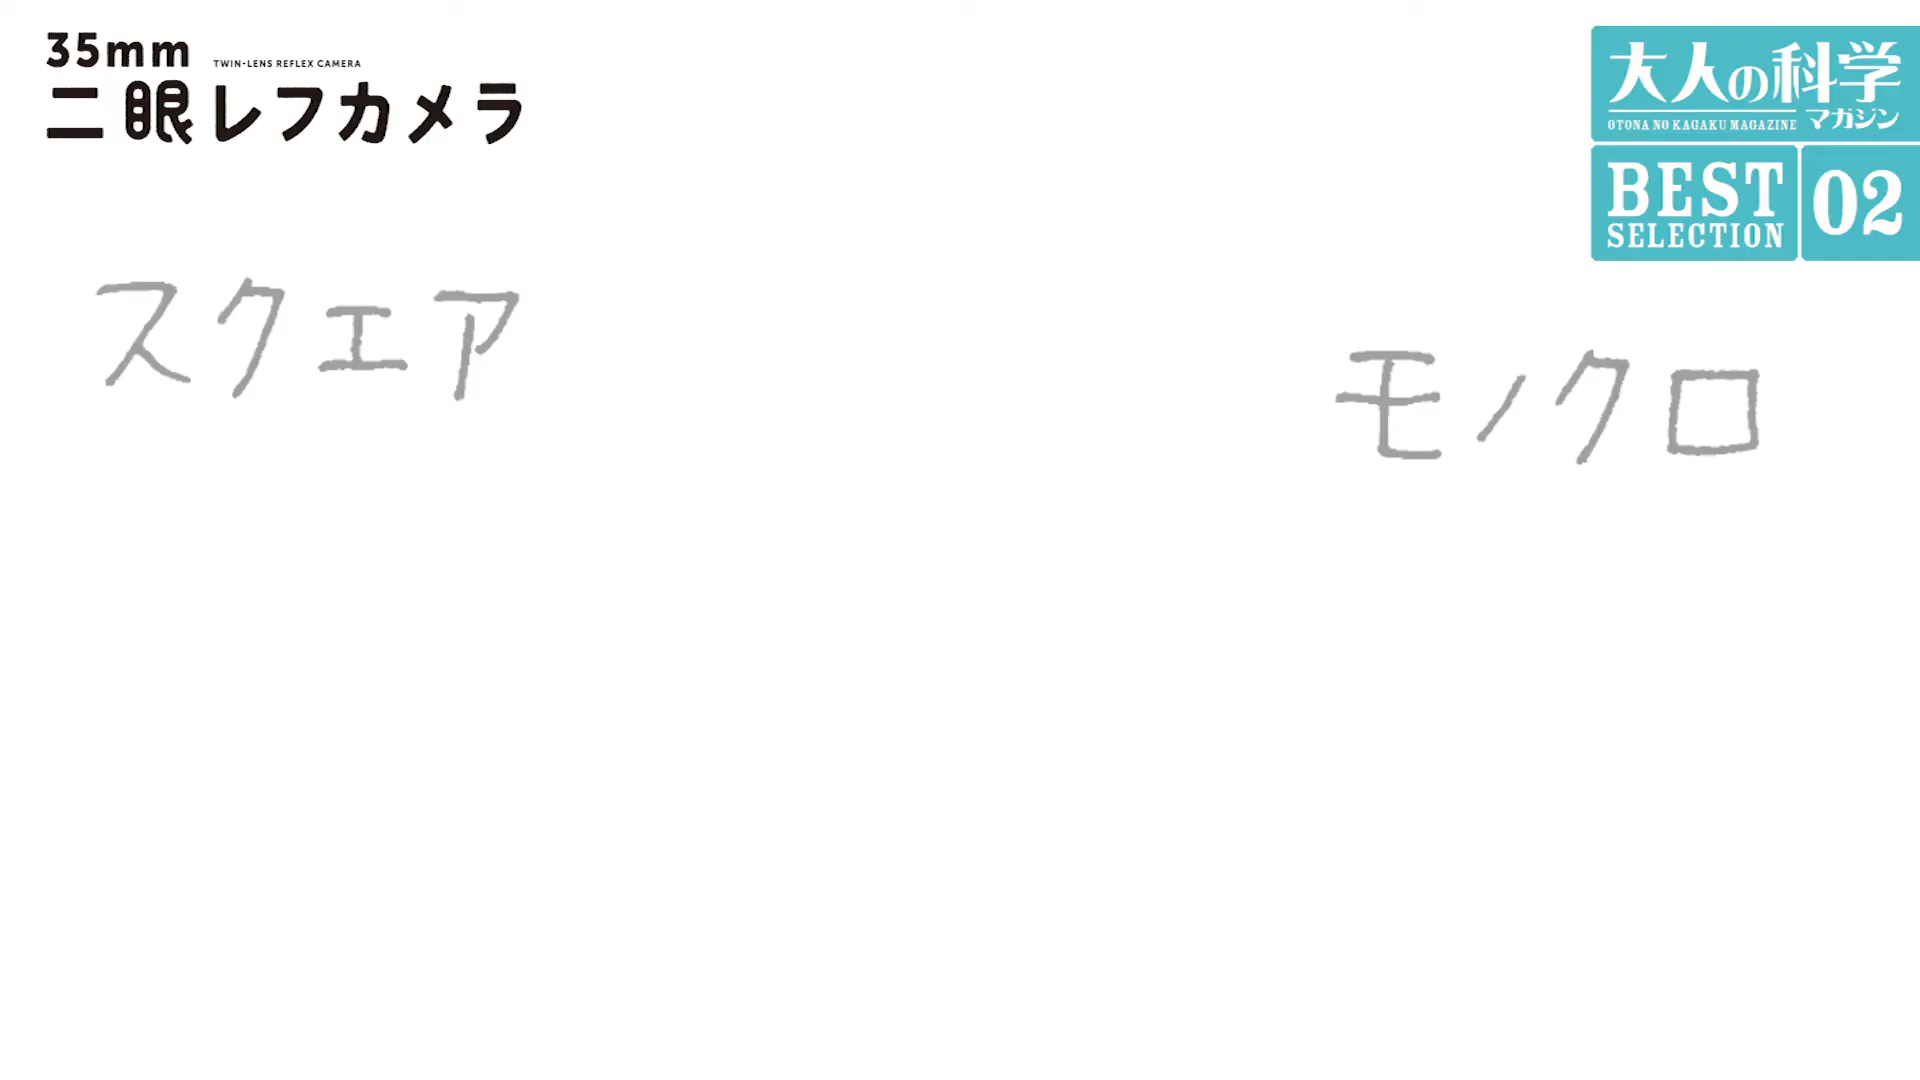 35mm
TWIN-LENS REFLEX CAMERA
二眼レフカメラ
大人の科学
OTONA NO KAGAKU MAGAZINE マガジン
BEST
SELECTION
02
スクエア
モノクロ